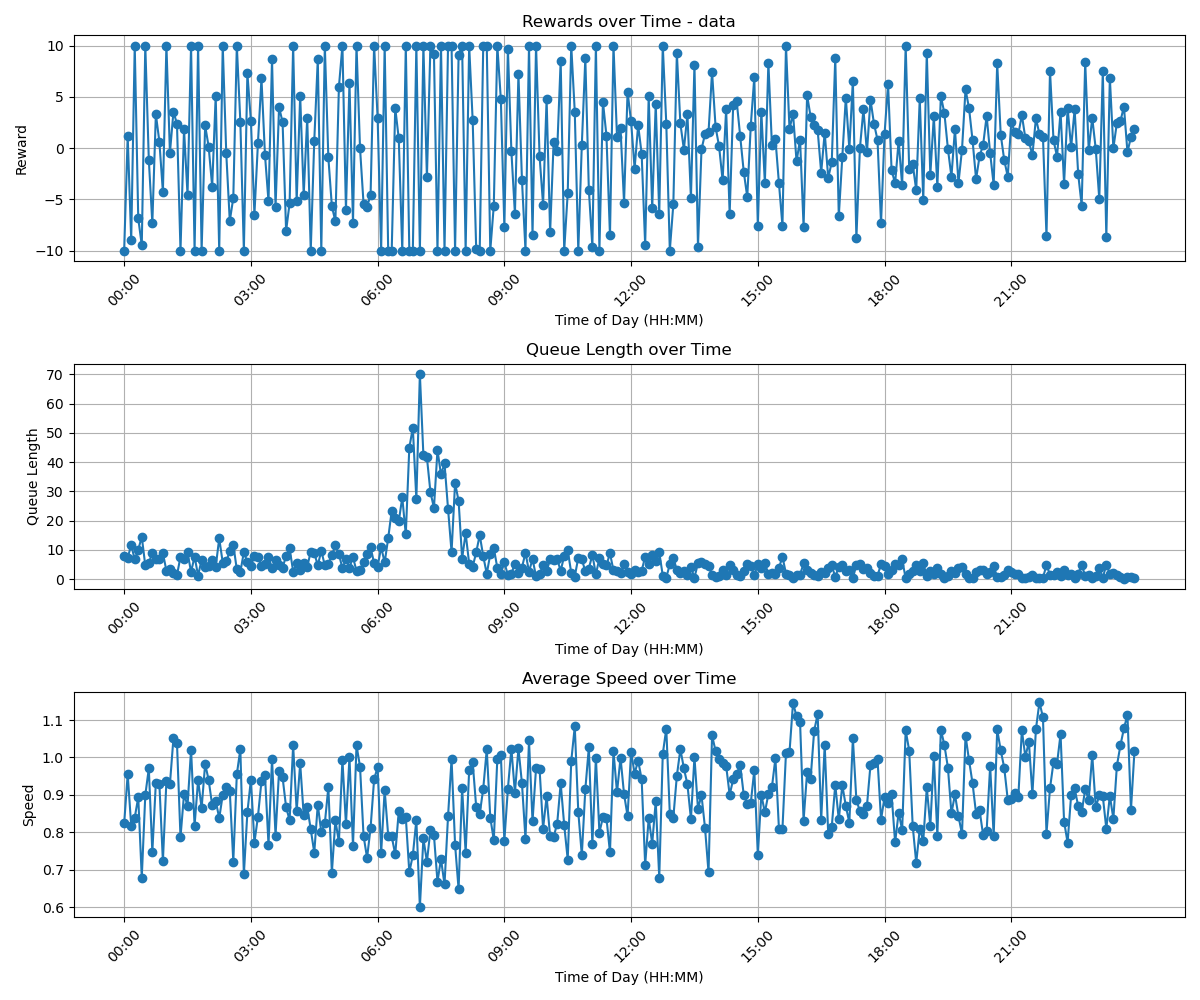 Rewards over Time - data
Reward
10
5
0
−5
−10
00:00 03:00 06:00 09:00 12:00 15:00 18:00 21:00
Time of Day (HH:MM)
Queue Length over Time
Queue Length
70
60
50
40
30
20
10
0
00:00 03:00 06:00 09:00 12:00 15:00 18:00 21:00
Time of Day (HH:MM)
Average Speed over Time
Speed
1.1
1.0
0.9
0.8
0.7
0.6
00:00 03:00 06:00 09:00 12:00 15:00 18:00 21:00
Time of Day (HH:MM)